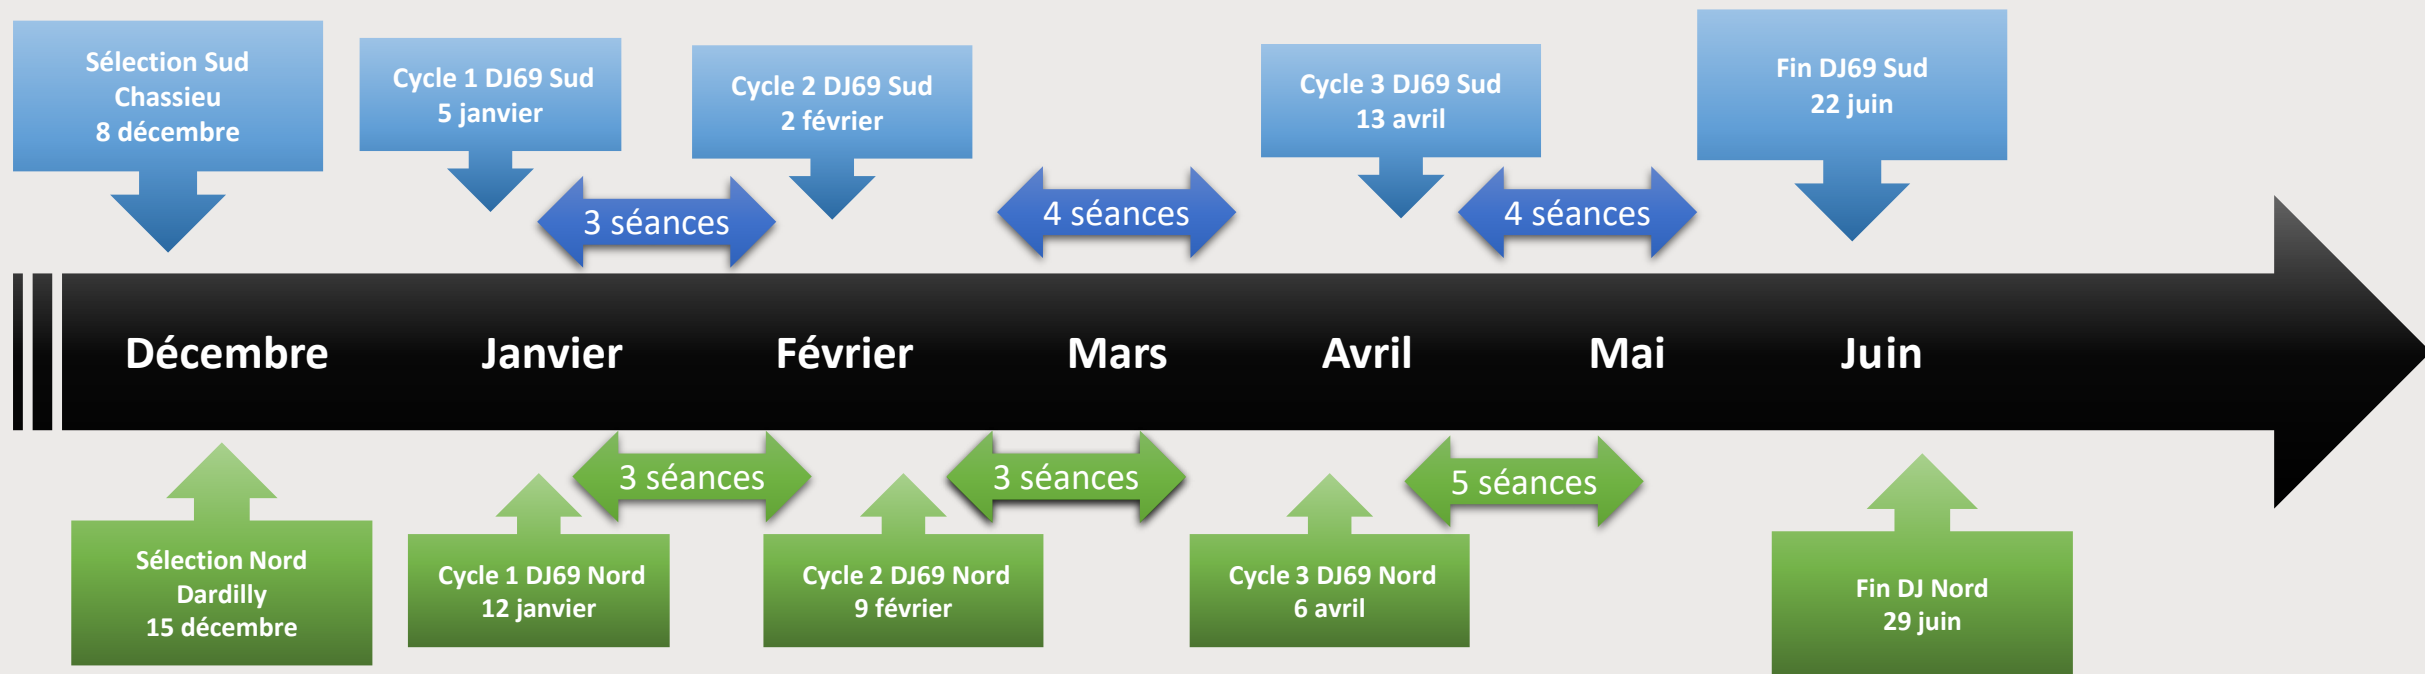 Sélection Sud
Chassieu
8 décembre
Cycle 1 DJ69 Sud
5 janvier
Cycle 2 DJ69 Sud
2 février
Cycle 3 DJ69 Sud
13 avril
Fin DJ69 Sud
22 juin
3 séances
4 séances
4 séances
Décembre
Janvier
Février
Mars
Avril
Mai
Juin
3 séances
3 séances
5 séances
Sélection Nord
Dardilly
15 décembre
Cycle 1 DJ69 Nord
12 janvier
Cycle 2 DJ69 Nord
9 février
Cycle 3 DJ69 Nord
6 avril
Fin DJ Nord
29 juin